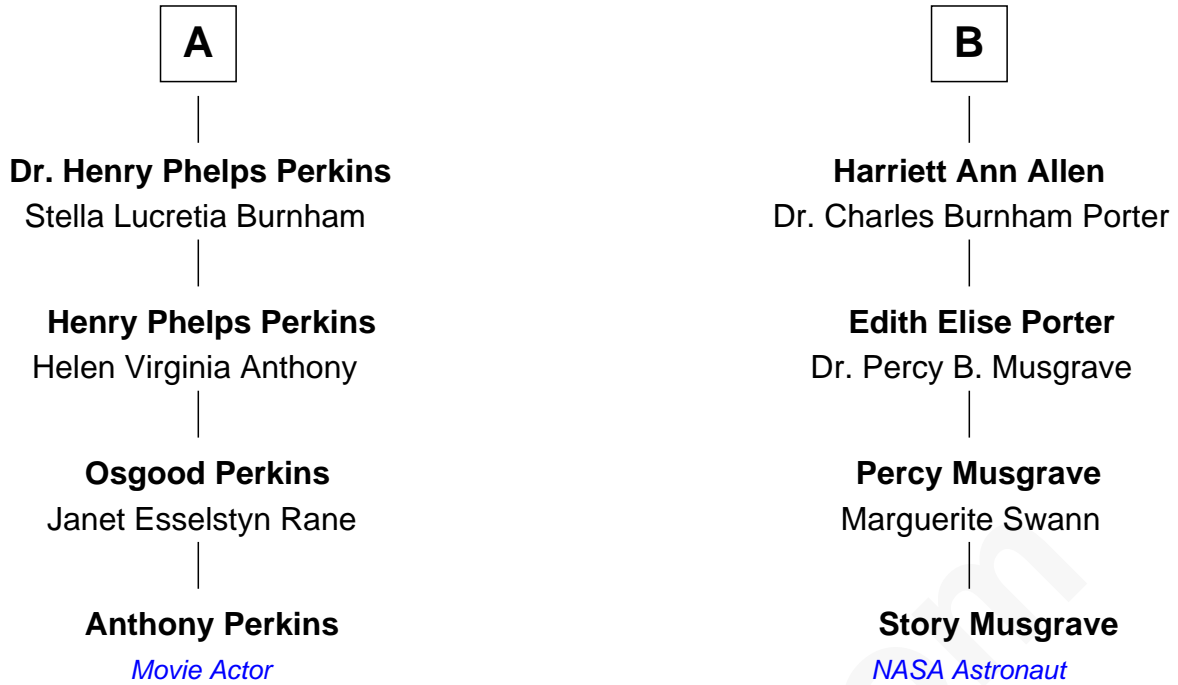 A
Dr. Henry Phelps Perkins
Stella Lucretia Burnham
Henry Phelps Perkins
Helen Virginia Anthony
Osgood Perkins
Janet Esselstyn Rane
Anthony Perkins
Movie Actor
B
Harriett Ann Allen
Dr. Charles Burnham Porter
Edith Elise Porter
Dr. Percy B. Musgrave
Percy Musgrave
Marguerite Swann
Story Musgrave
NASA Astronaut